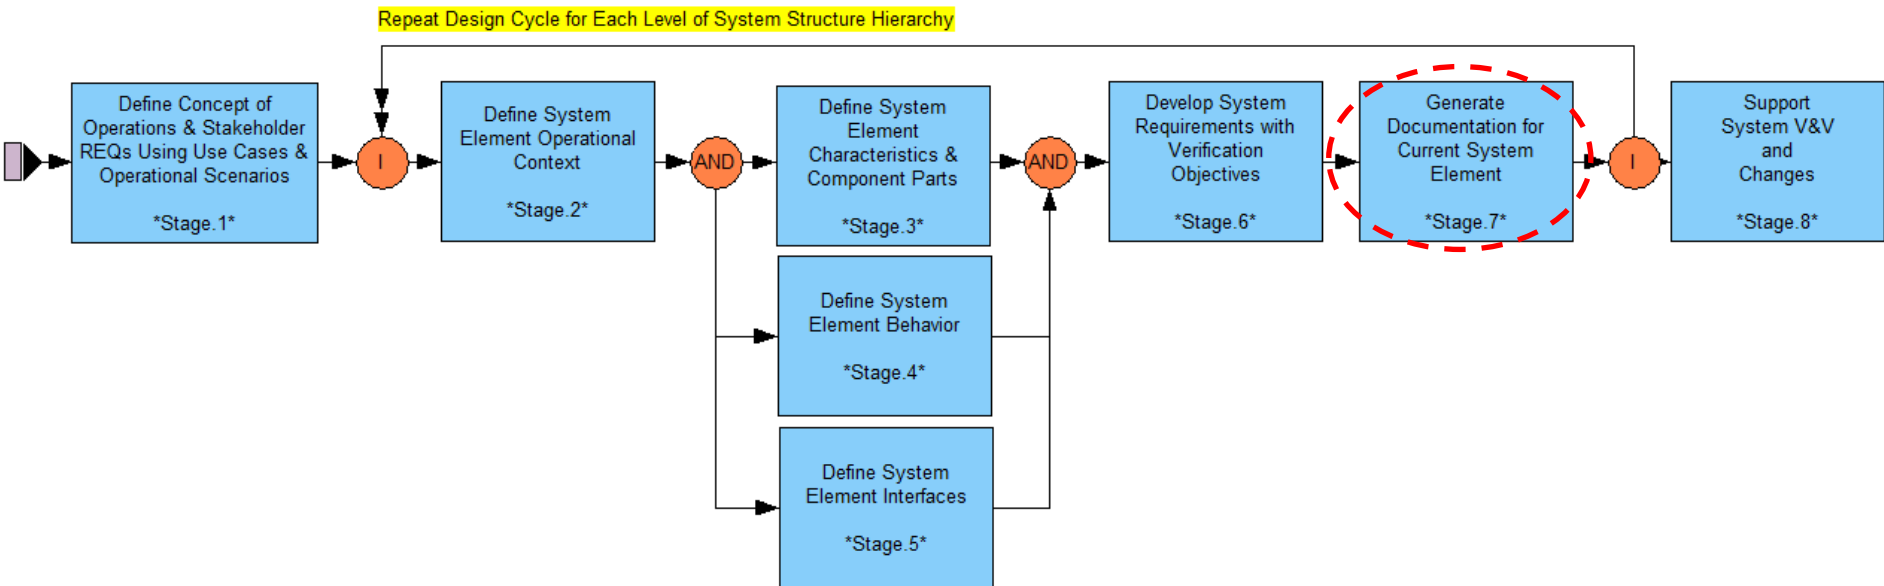 Repeat Design Cycle for Each Level of System Structure Hierarchy
Define Concept of
Operations & Stakeholder
REQs Using Use Cases &
Operational Scenarios
*Stage.1*
I
Define System
Element Operational
Context
*Stage.2*
AND
Define System
Element
Characteristics &
Component Parts
*Stage.3*
Define System
Element Behavior
*Stage.4*
Define System
Element Interfaces
*Stage.5*
AND
Develop System
Requirements with
Verification
Objectives
*Stage.6*
Generate
Documentation for
Current System
Element
*Stage.7*
I
Support
System V&V
and
Changes
*Stage.8*